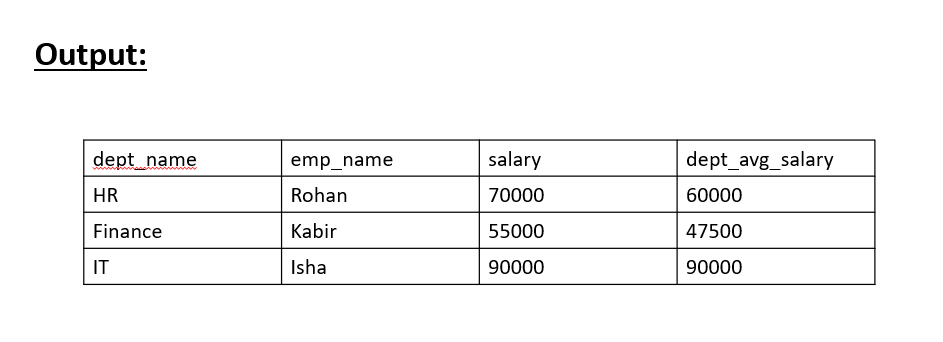 Output:
dept_name emp_name salary dept_avg_salary
HR Rohan 70000 60000
Finance Kabir 55000 47500
IT Isha 90000 90000